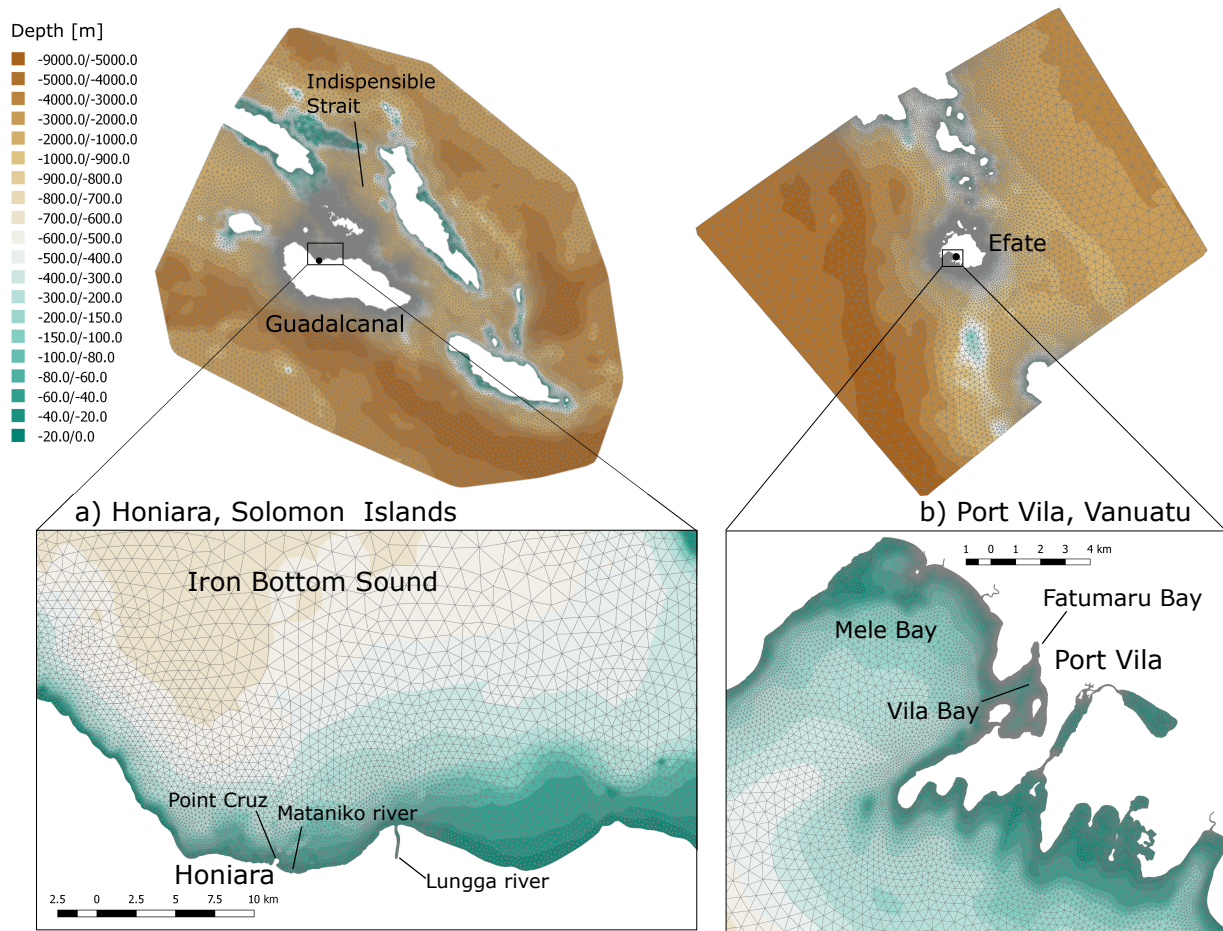 Depth [m]
-9000.0/-5000.0
-5000.0/-4000.0
-4000.0/-3000.0
-3000.0/-2000.0
-2000.0/-1000.0
-1000.0/-900.0
-900.0/-800.0
-800.0/-700.0
-700.0/-600.0
-600.0/-500.0
-500.0/-400.0
-400.0/-300.0
-300.0/-200.0
-200.0/-150.0
-150.0/-100.0
-100.0/-80.0
-80.0/-60.0
-60.0/-40.0
-40.0/-20.0
-20.0/0.0
Indispensible
Strait
Guadalcanal
Efate
a) Honiara, Solomon Islands
b) Port Vila, Vanuatu
Iron Bottom Sound
Point Cruz
Mataniko river
Honiara
Lungga river
2.5 0 2.5 5 7.5 10 km
1 0 1 2 3 4 km
Fatumaru Bay
Mele Bay
Port Vila
Vila Bay